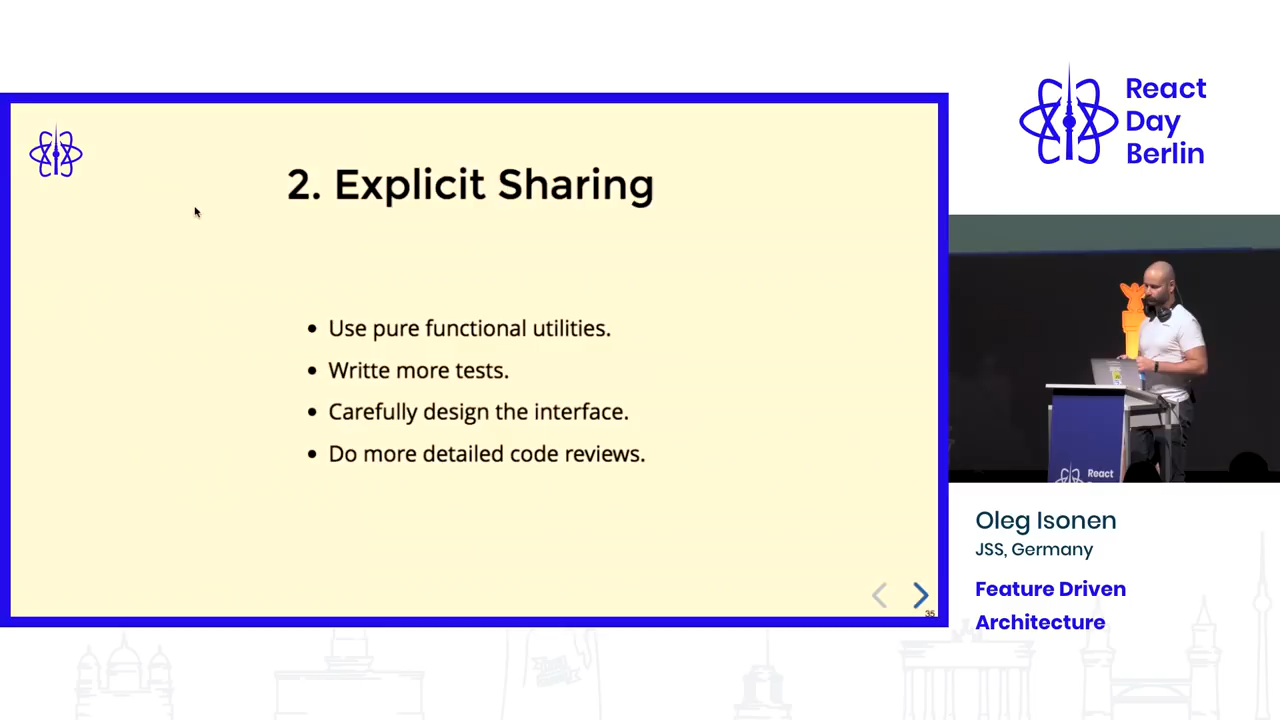 2. Explicit Sharing
Use pure functional utilities.
Writte more tests.
Carefully design the interface.
Do more detailed code reviews.
35
React
Day
Berlin
React
Oleg Isonen
JSS, Germany
Feature Driven
Architecture